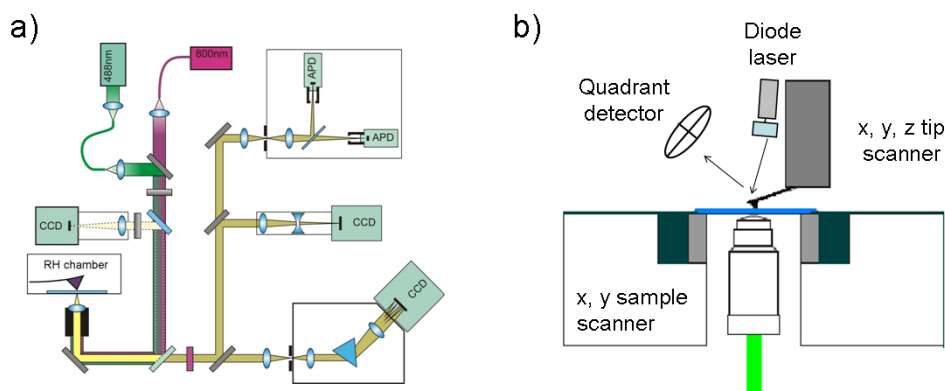 a)
488nm
800nm
APD
APD
CCD
CCD
RH chamber
CCD
b)
Diode
laser
Quadrant
detector
x, y, z tip
scanner
x, y sample
scanner